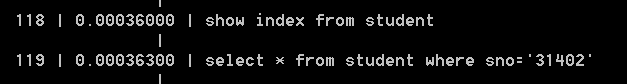 118 | 0.00036000 | show index from student
|
119 | 0.00036300 | select * from student where sno='31402'
|